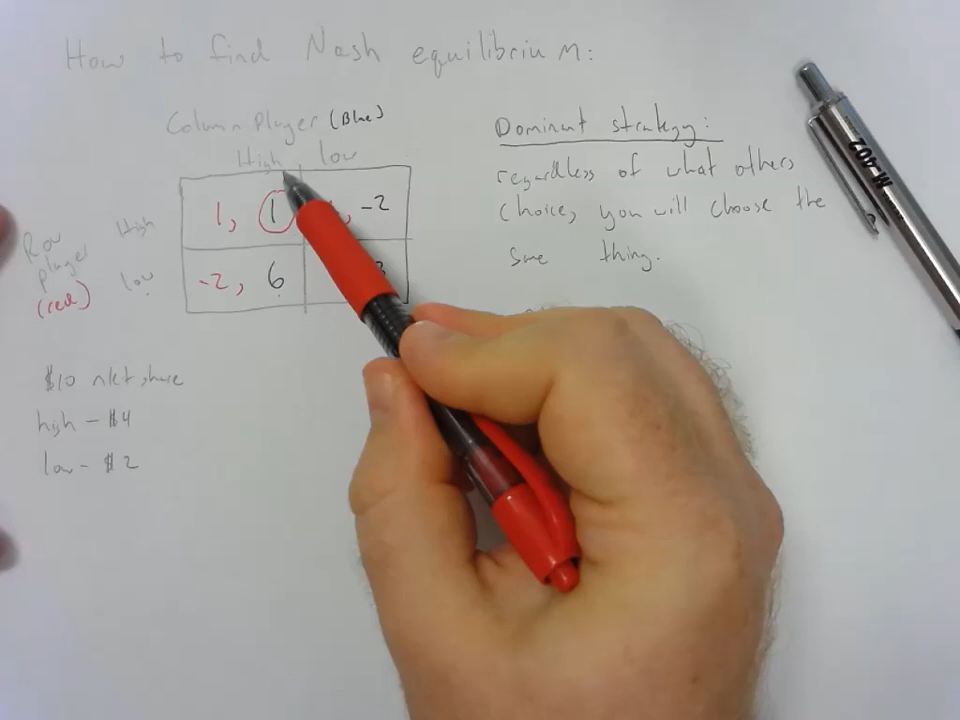 How to find Nash equilibrium:
Column Player (Blue)
High low
Row player (red)
High 1, 1 , -2
low -2, 6 3
Dominant strategy:
regardless of what others
choice, you will choose the
same thing.
$10 mkt share
high - $4
low - $2
M 402